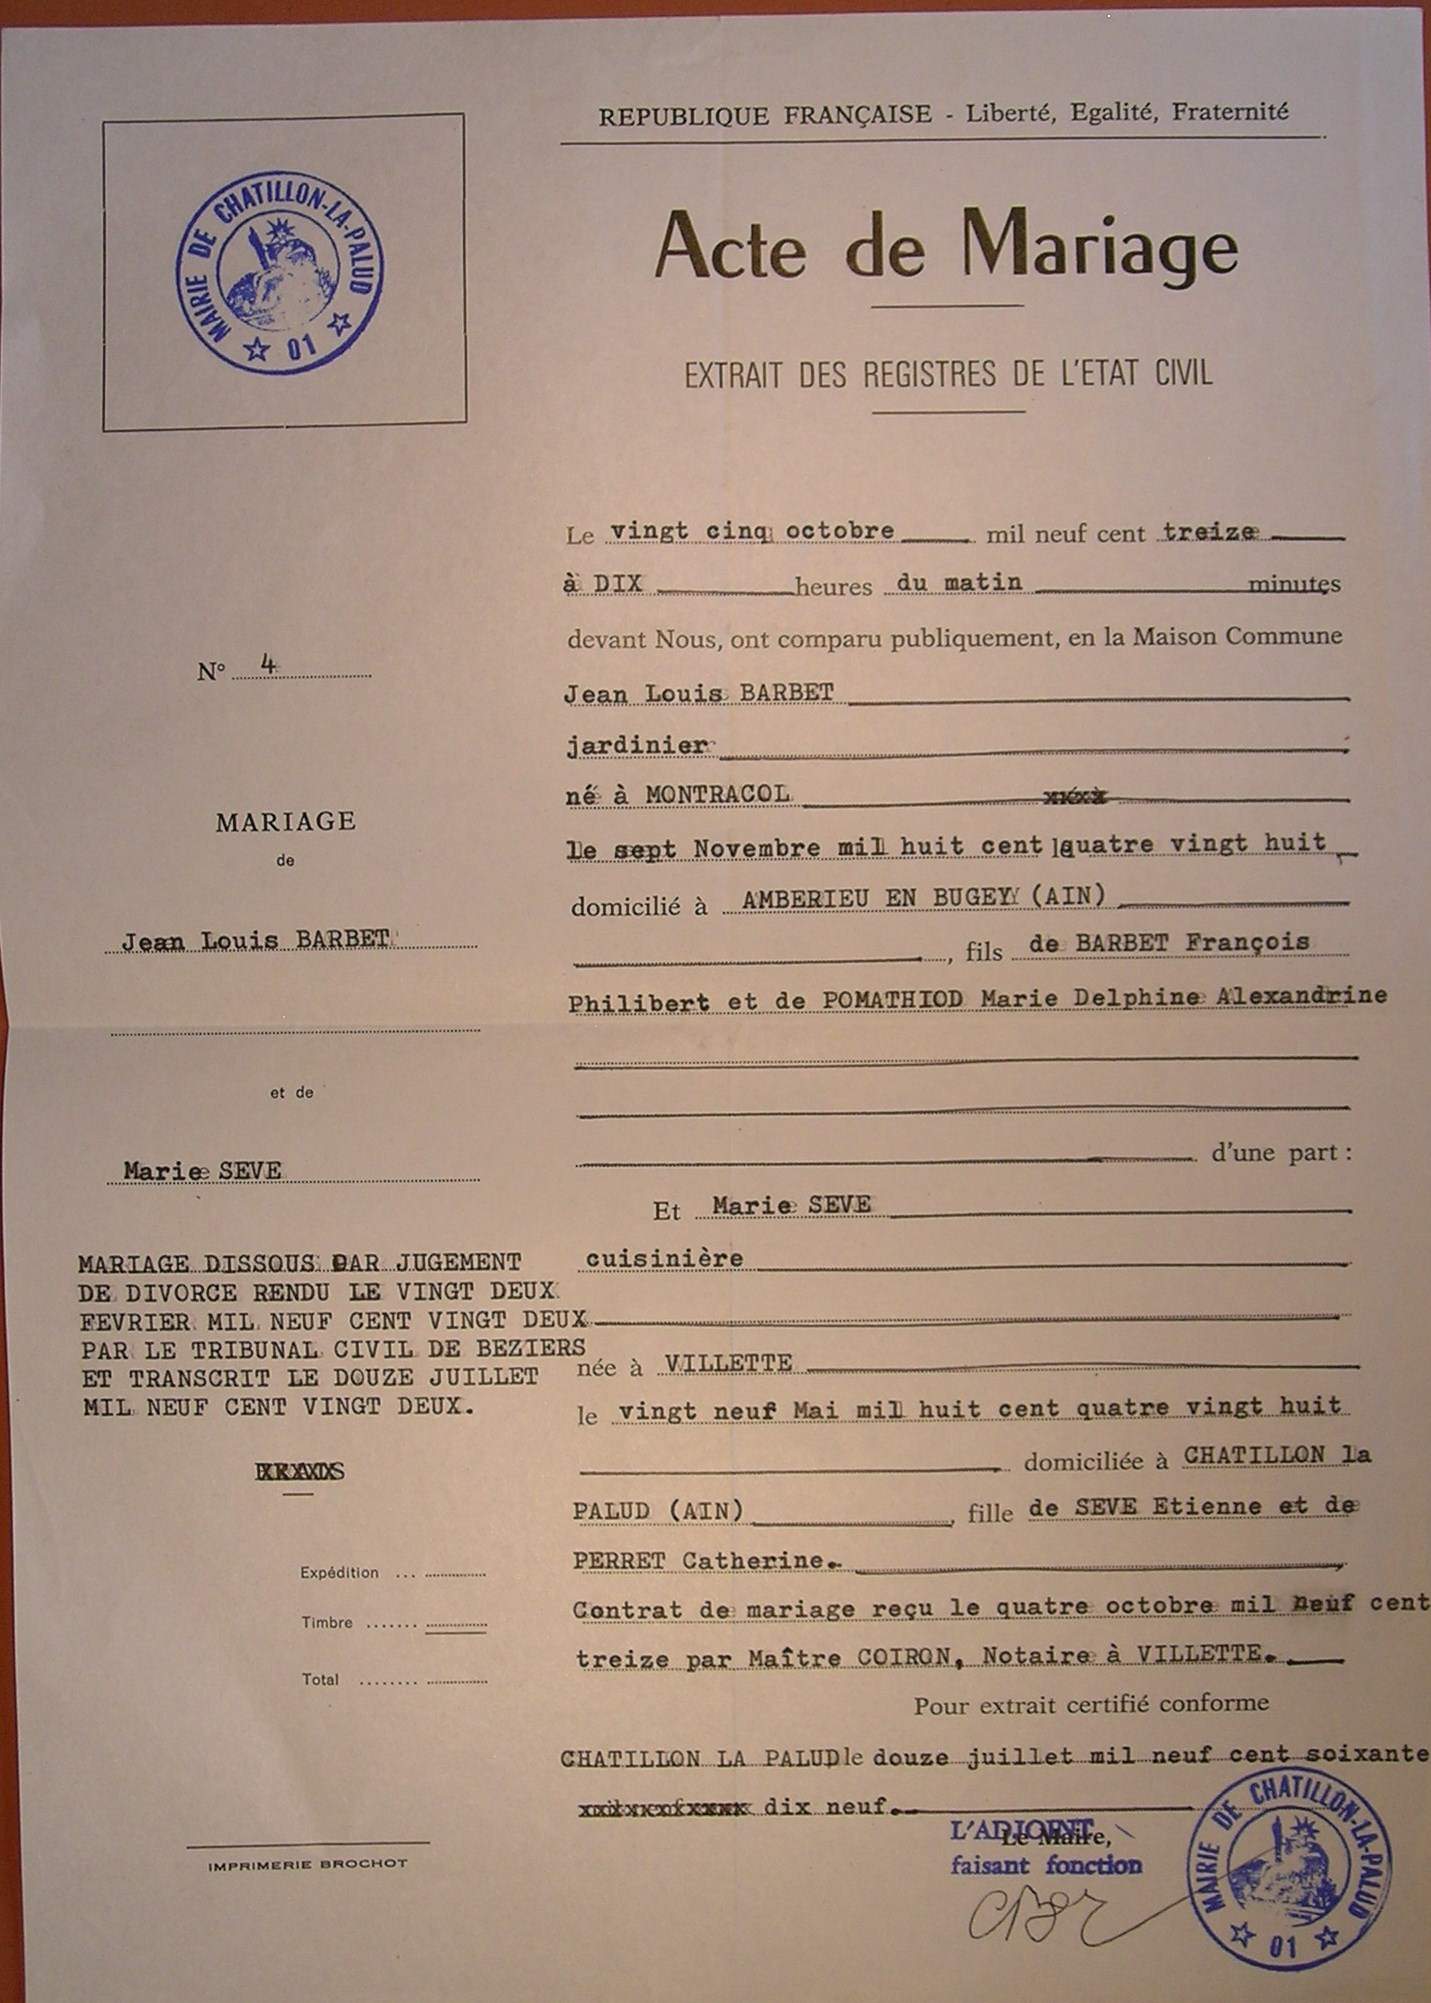 REPUBLIQUE FRANÇAISE - Liberté, Egalité, Fraternité
MAIRIE DE CHATILLON-LA-PALUD
01
Acte de Mariage
EXTRAIT DES REGISTRES DE L'ETAT CIVIL
N° 4
MARIAGE
de
Jean Louis BARBET
et de
Marie SEVE
MARIAGE DISSOUS PAR JUGEMENT
DE DIVORCE RENDU LE VINGT DEUX
FEVRIER MIL NEUF CENT VINGT DEUX
PAR LE TRIBUNAL CIVIL DE BEZIERS
ET TRANSCRIT LE DOUZE JUILLET
MIL NEUF CENT VINGT DEUX.
Expédition ...
Timbre .......
Total ........
IMPRIMERIE BROCHOT
Le vingt cinq octobre mil neuf cent treize
à DIX heures du matin minutes
devant Nous, ont comparu publiquement, en la Maison Commune
Jean Louis BARBET
jardinier
né à MONTRACOL
le sept Novembre mil huit cent quatre vingt huit
domicilié à AMBERIEU EN BUGEY (AIN)
, fils de BARBET François
Philibert et de POMATHIOD Marie Delphine Alexandrine
d'une part :
Et Marie SEVE
cuisinière
née à VILLETTE
le vingt neuf Mai mil huit cent quatre vingt huit
domiciliée à CHATILLON la
PALUD (AIN), fille de SEVE Etienne et de
PERRET Catherine.
Contrat de mariage reçu le quatre octobre mil neuf cent
treize par Maître COIRON, Notaire à VILLETTE.
Pour extrait certifié conforme
CHATILLON LA PALUD le douze juillet mil neuf cent soixante
dix neuf.
L'ADJOINT
Le Maire,
faisant fonction
MAIRIE DE CHATILLON-LA-PALUD
01